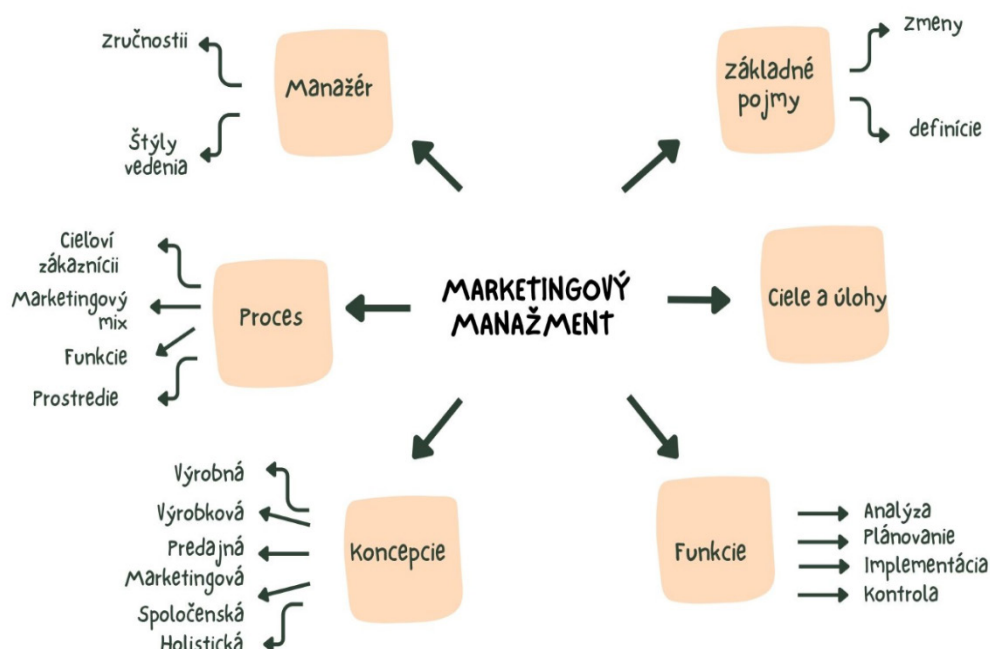 Zručnostii
Štýly
vedenia
Manažér
Základné
pojmy
zmeny
definície
Cieľoví
zákazníci
Marketingový
mix
Funkcie
Prostredie
Proces
MARKETINGOVÝ
MANAŽMENT
Ciele a úlohy
Výrobná
Výrobková
Predajná
Marketingová
Spoločenská
Holistická
Koncepcie
Funkcie
Analýza
Plánovanie
Implementácia
Kontrola